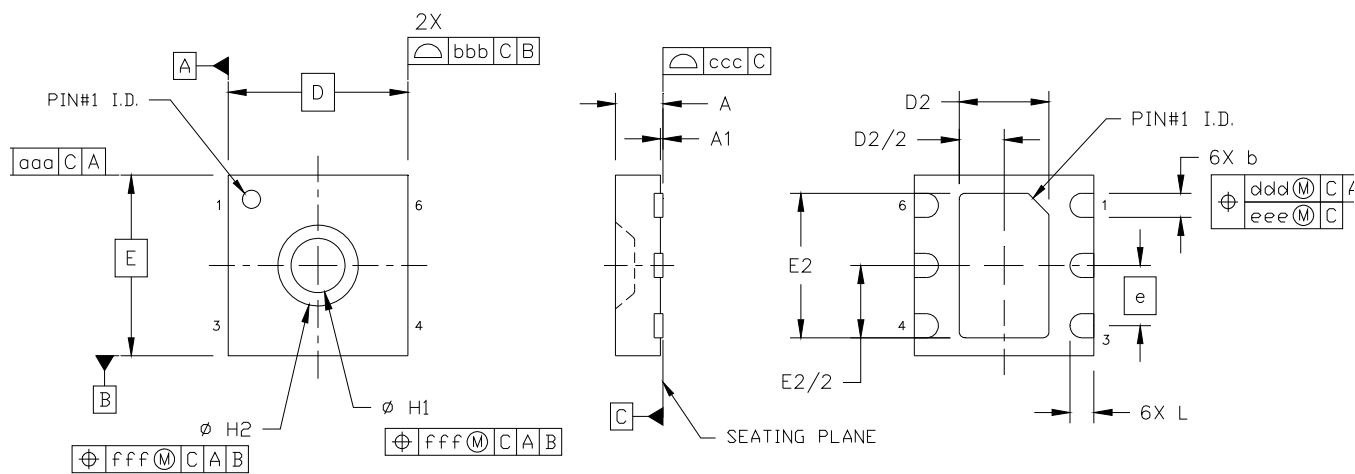 2X
bbb C B
A
D
PIN#1 I.D.
aaa C A
1
6
E
3
4
B
ø H1
fff Ⓜ C A B
ø H2
fff Ⓜ C A B
ccc C
A
A1
C
SEATING PLANE
D2
D2/2
PIN#1 I.D.
6X b
ddd Ⓜ C A
eee Ⓜ C
6
1
E2
e
4
3
E2/2
6X L